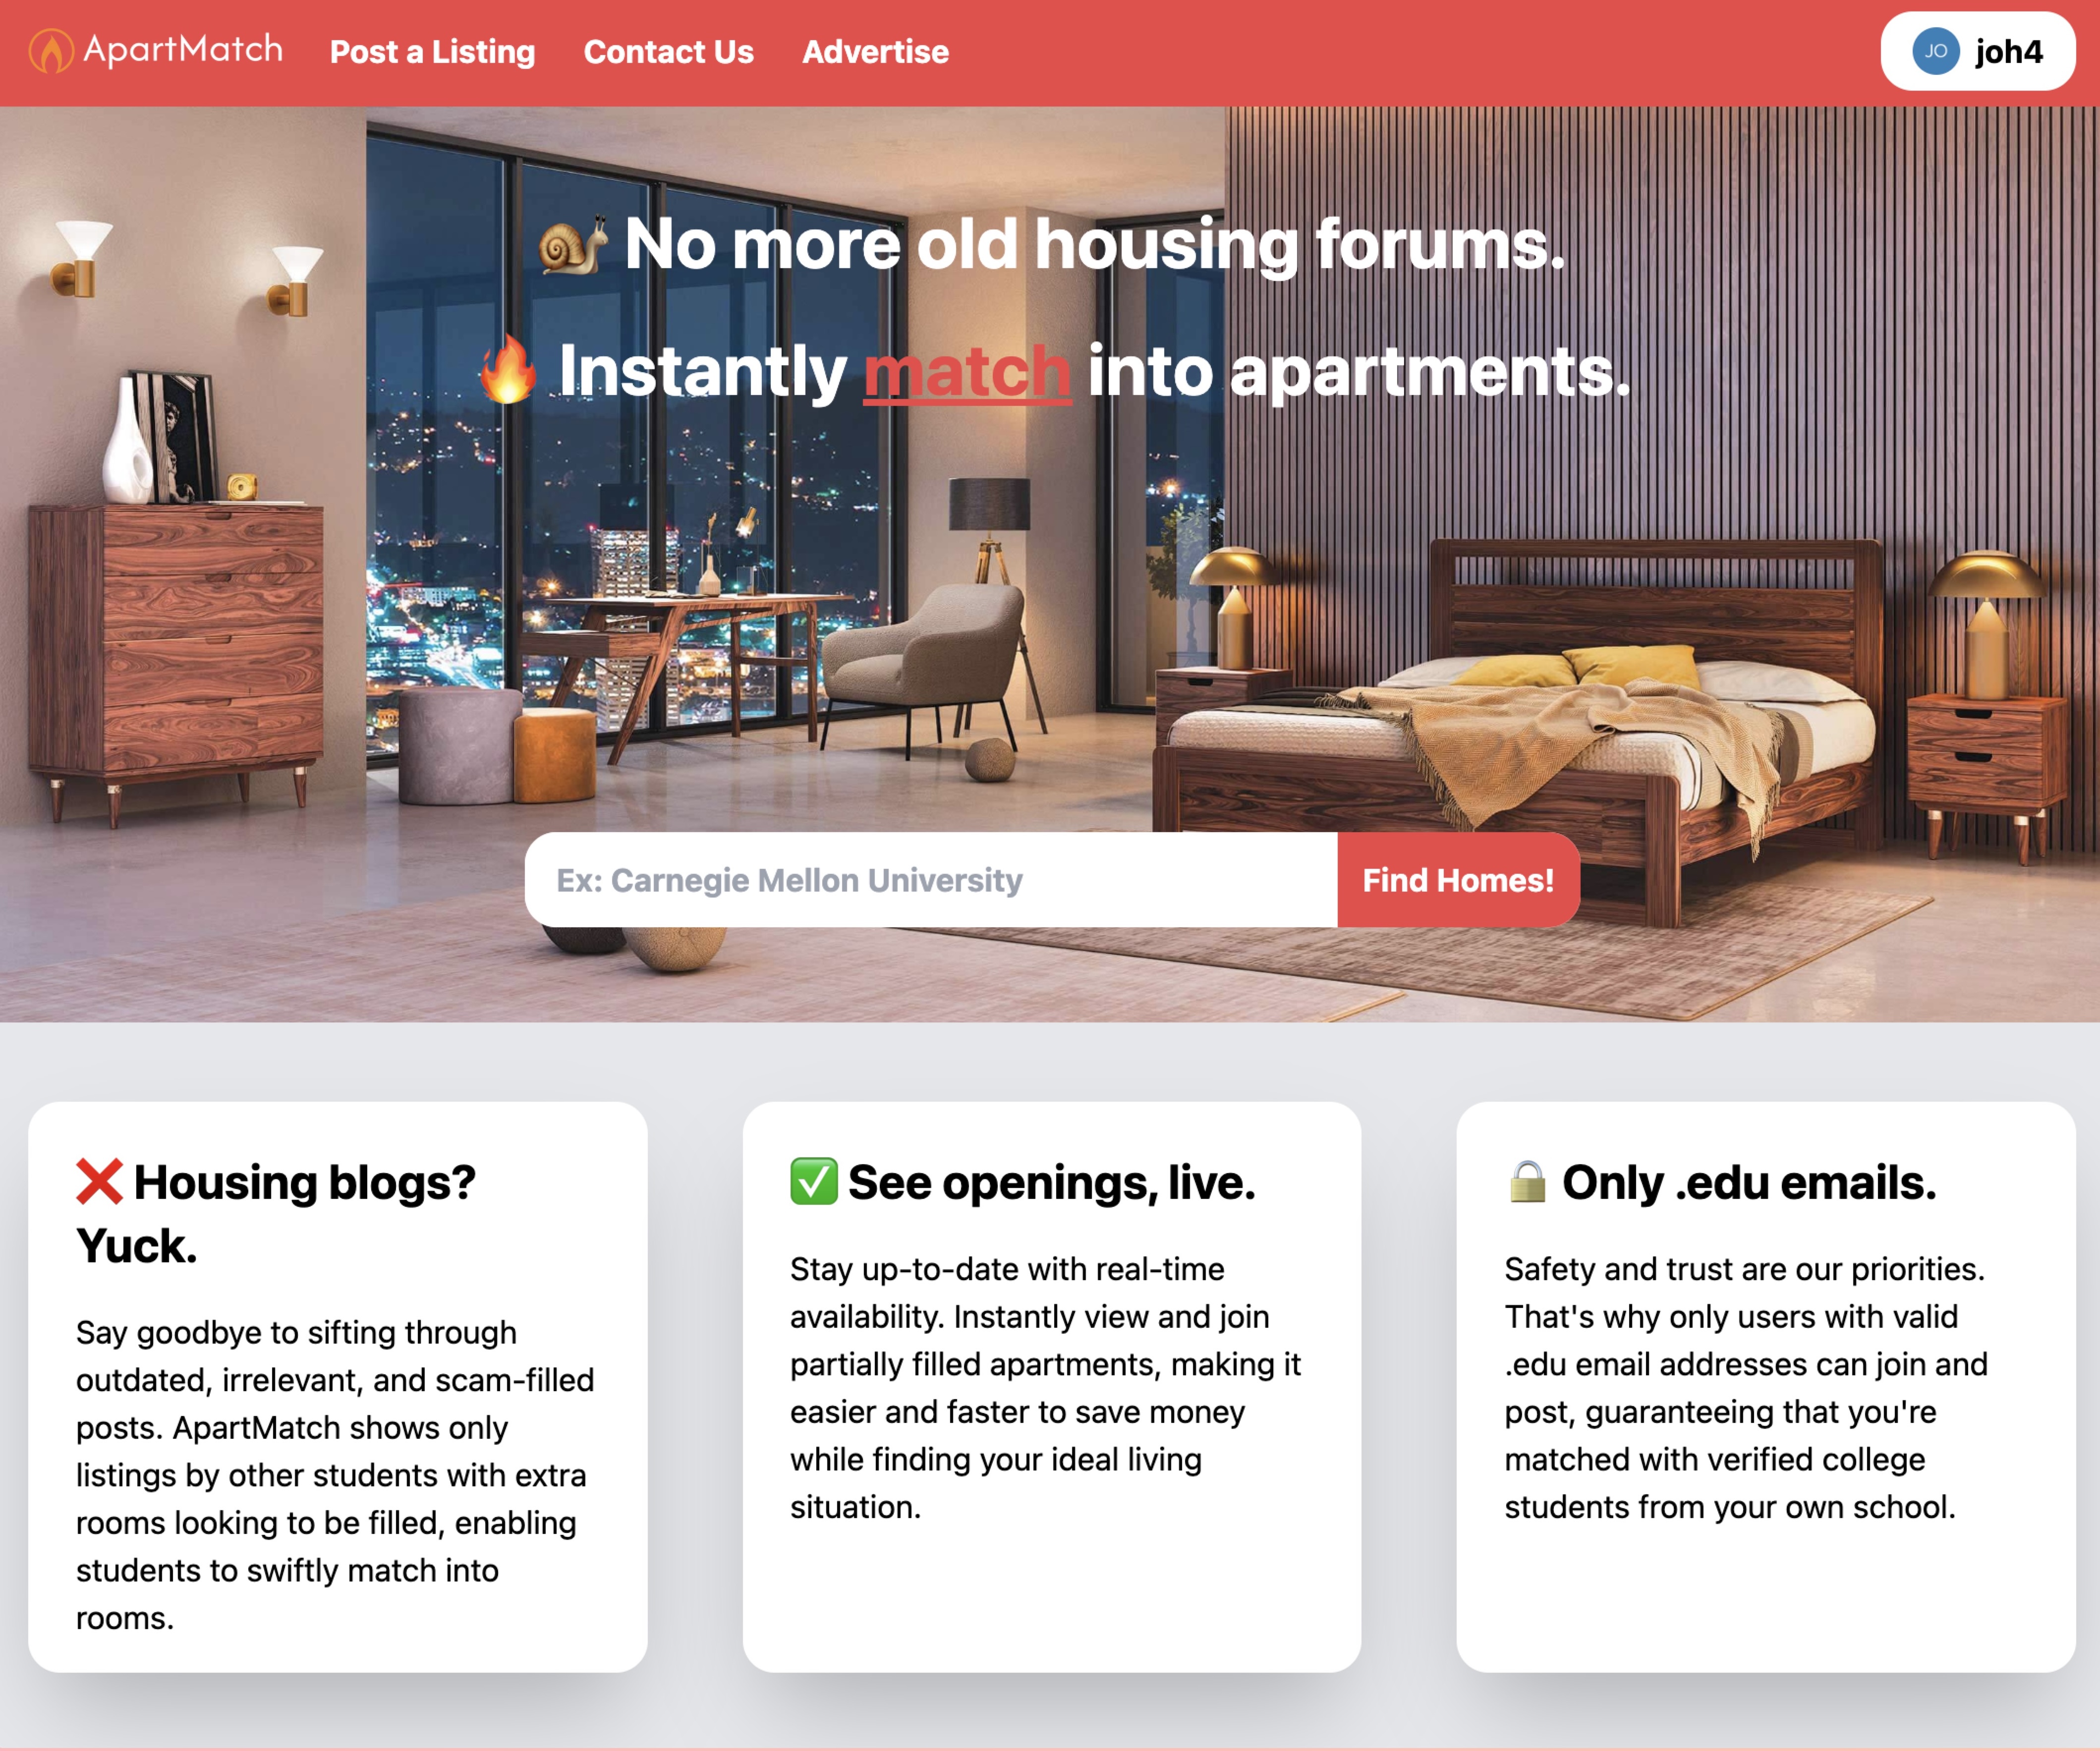 ApartMatch Post a Listing Contact Us Advertise JO joh4
🐌 No more old housing forums.
🔥 Instantly match into apartments.
Ex: Carnegie Mellon University Find Homes!
❌ Housing blogs?
Yuck.
Say goodbye to sifting through
outdated, irrelevant, and scam-filled
posts. ApartMatch shows only
listings by other students with extra
rooms looking to be filled, enabling
students to swiftly match into
rooms.
✅ See openings, live.
Stay up-to-date with real-time
availability. Instantly view and join
partially filled apartments, making it
easier and faster to save money
while finding your ideal living
situation.
🔒 Only .edu emails.
Safety and trust are our priorities.
That's why only users with valid
.edu email addresses can join and
post, guaranteeing that you're
matched with verified college
students from your own school.